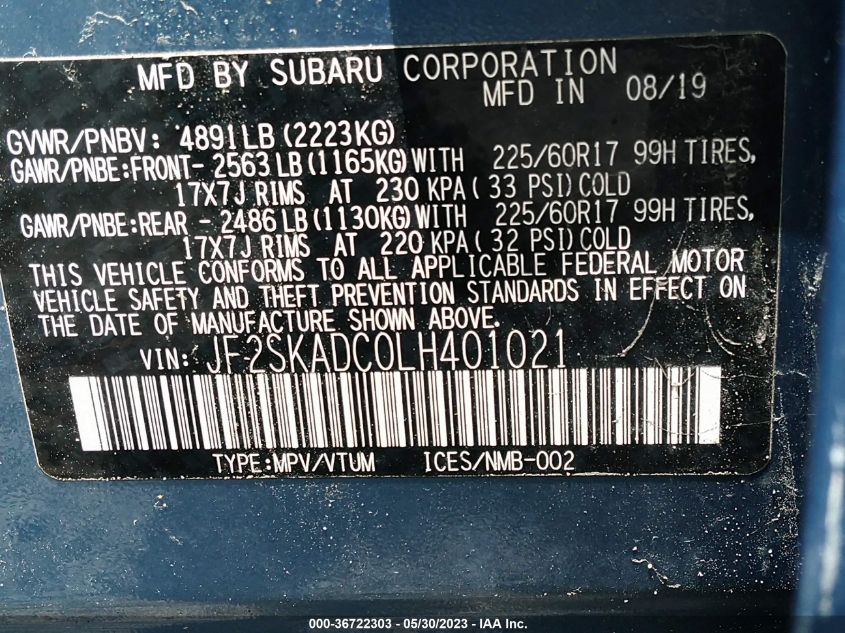 MFD BY SUBARU CORPORATION
MFD IN 08/19
GVWR/PNBV: 4891LB (2223KG)
GAWR/PNBE:FRONT- 2563 LB (1165KG) WITH 225/60R17 99H TIRES,
17X7J RIMS AT 230 KPA ( 33 PSI) COLD
GAWR/PNBE:REAR - 2486 LB (1130KG) WITH 225/60R17 99H TIRES,
17X7J RIMS AT 220 KPA ( 32 PSI) COLD
THIS VEHICLE CONFORMS TO ALL APPLICABLE FEDERAL MOTOR
VEHICLE SAFETY AND THEFT PREVENTION STANDARDS IN EFFECT ON
THE DATE OF MANUFACTURE SHOWN ABOVE.
VIN: JF2SKADC0LH401021
TYPE:MPV/VTUM ICES/NMB-002
000-36722303 - 05/30/2023 - IAA Inc.